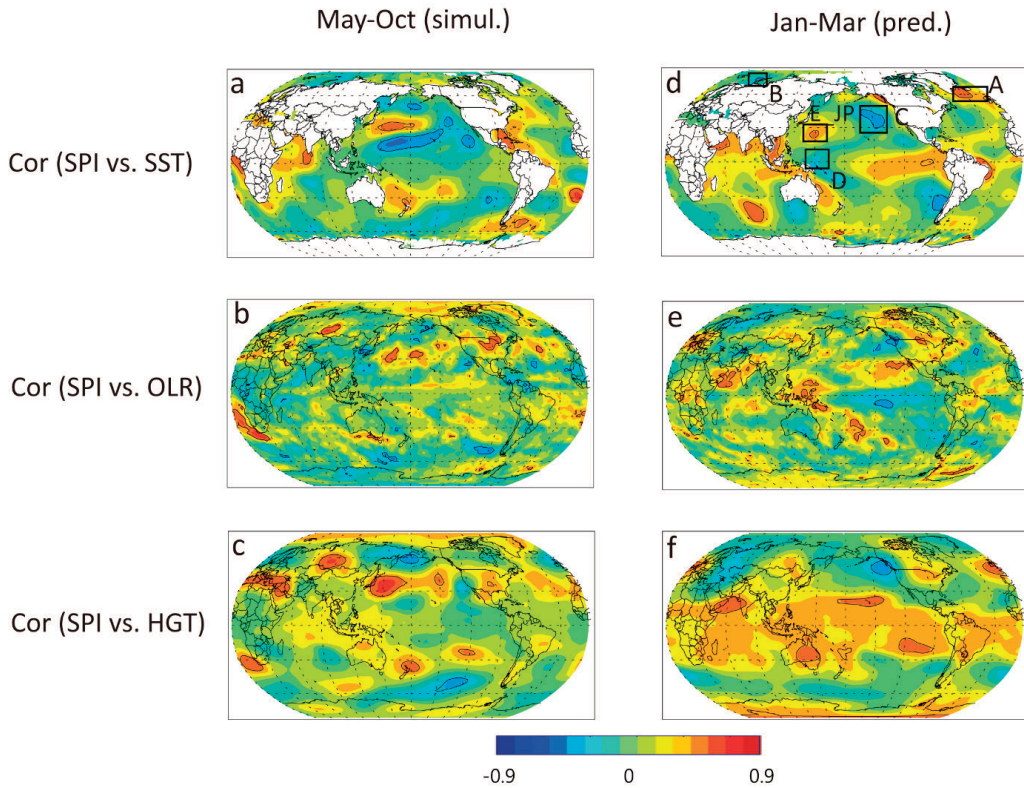 May-Oct (simul.)
Jan-Mar (pred.)
Cor (SPI vs. SST)
a
d
A
B
C
JP
E
D
Cor (SPI vs. OLR)
b
e
Cor (SPI vs. HGT)
c
f
-0.9
0
0.9